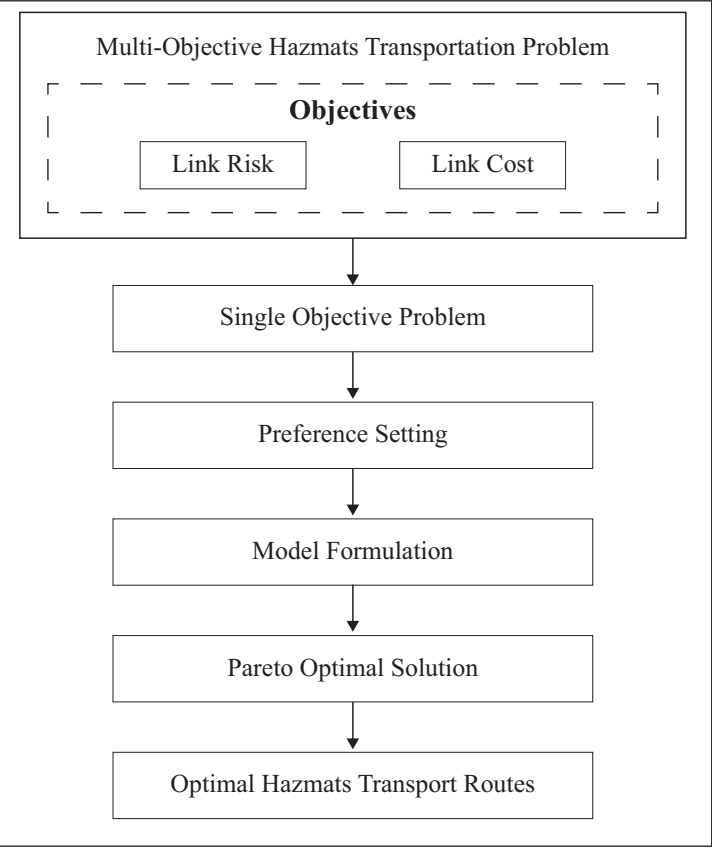 Multi-Objective Hazmats Transportation Problem
Objectives
Link Risk
Link Cost
Single Objective Problem
Preference Setting
Model Formulation
Pareto Optimal Solution
Optimal Hazmats Transport Routes